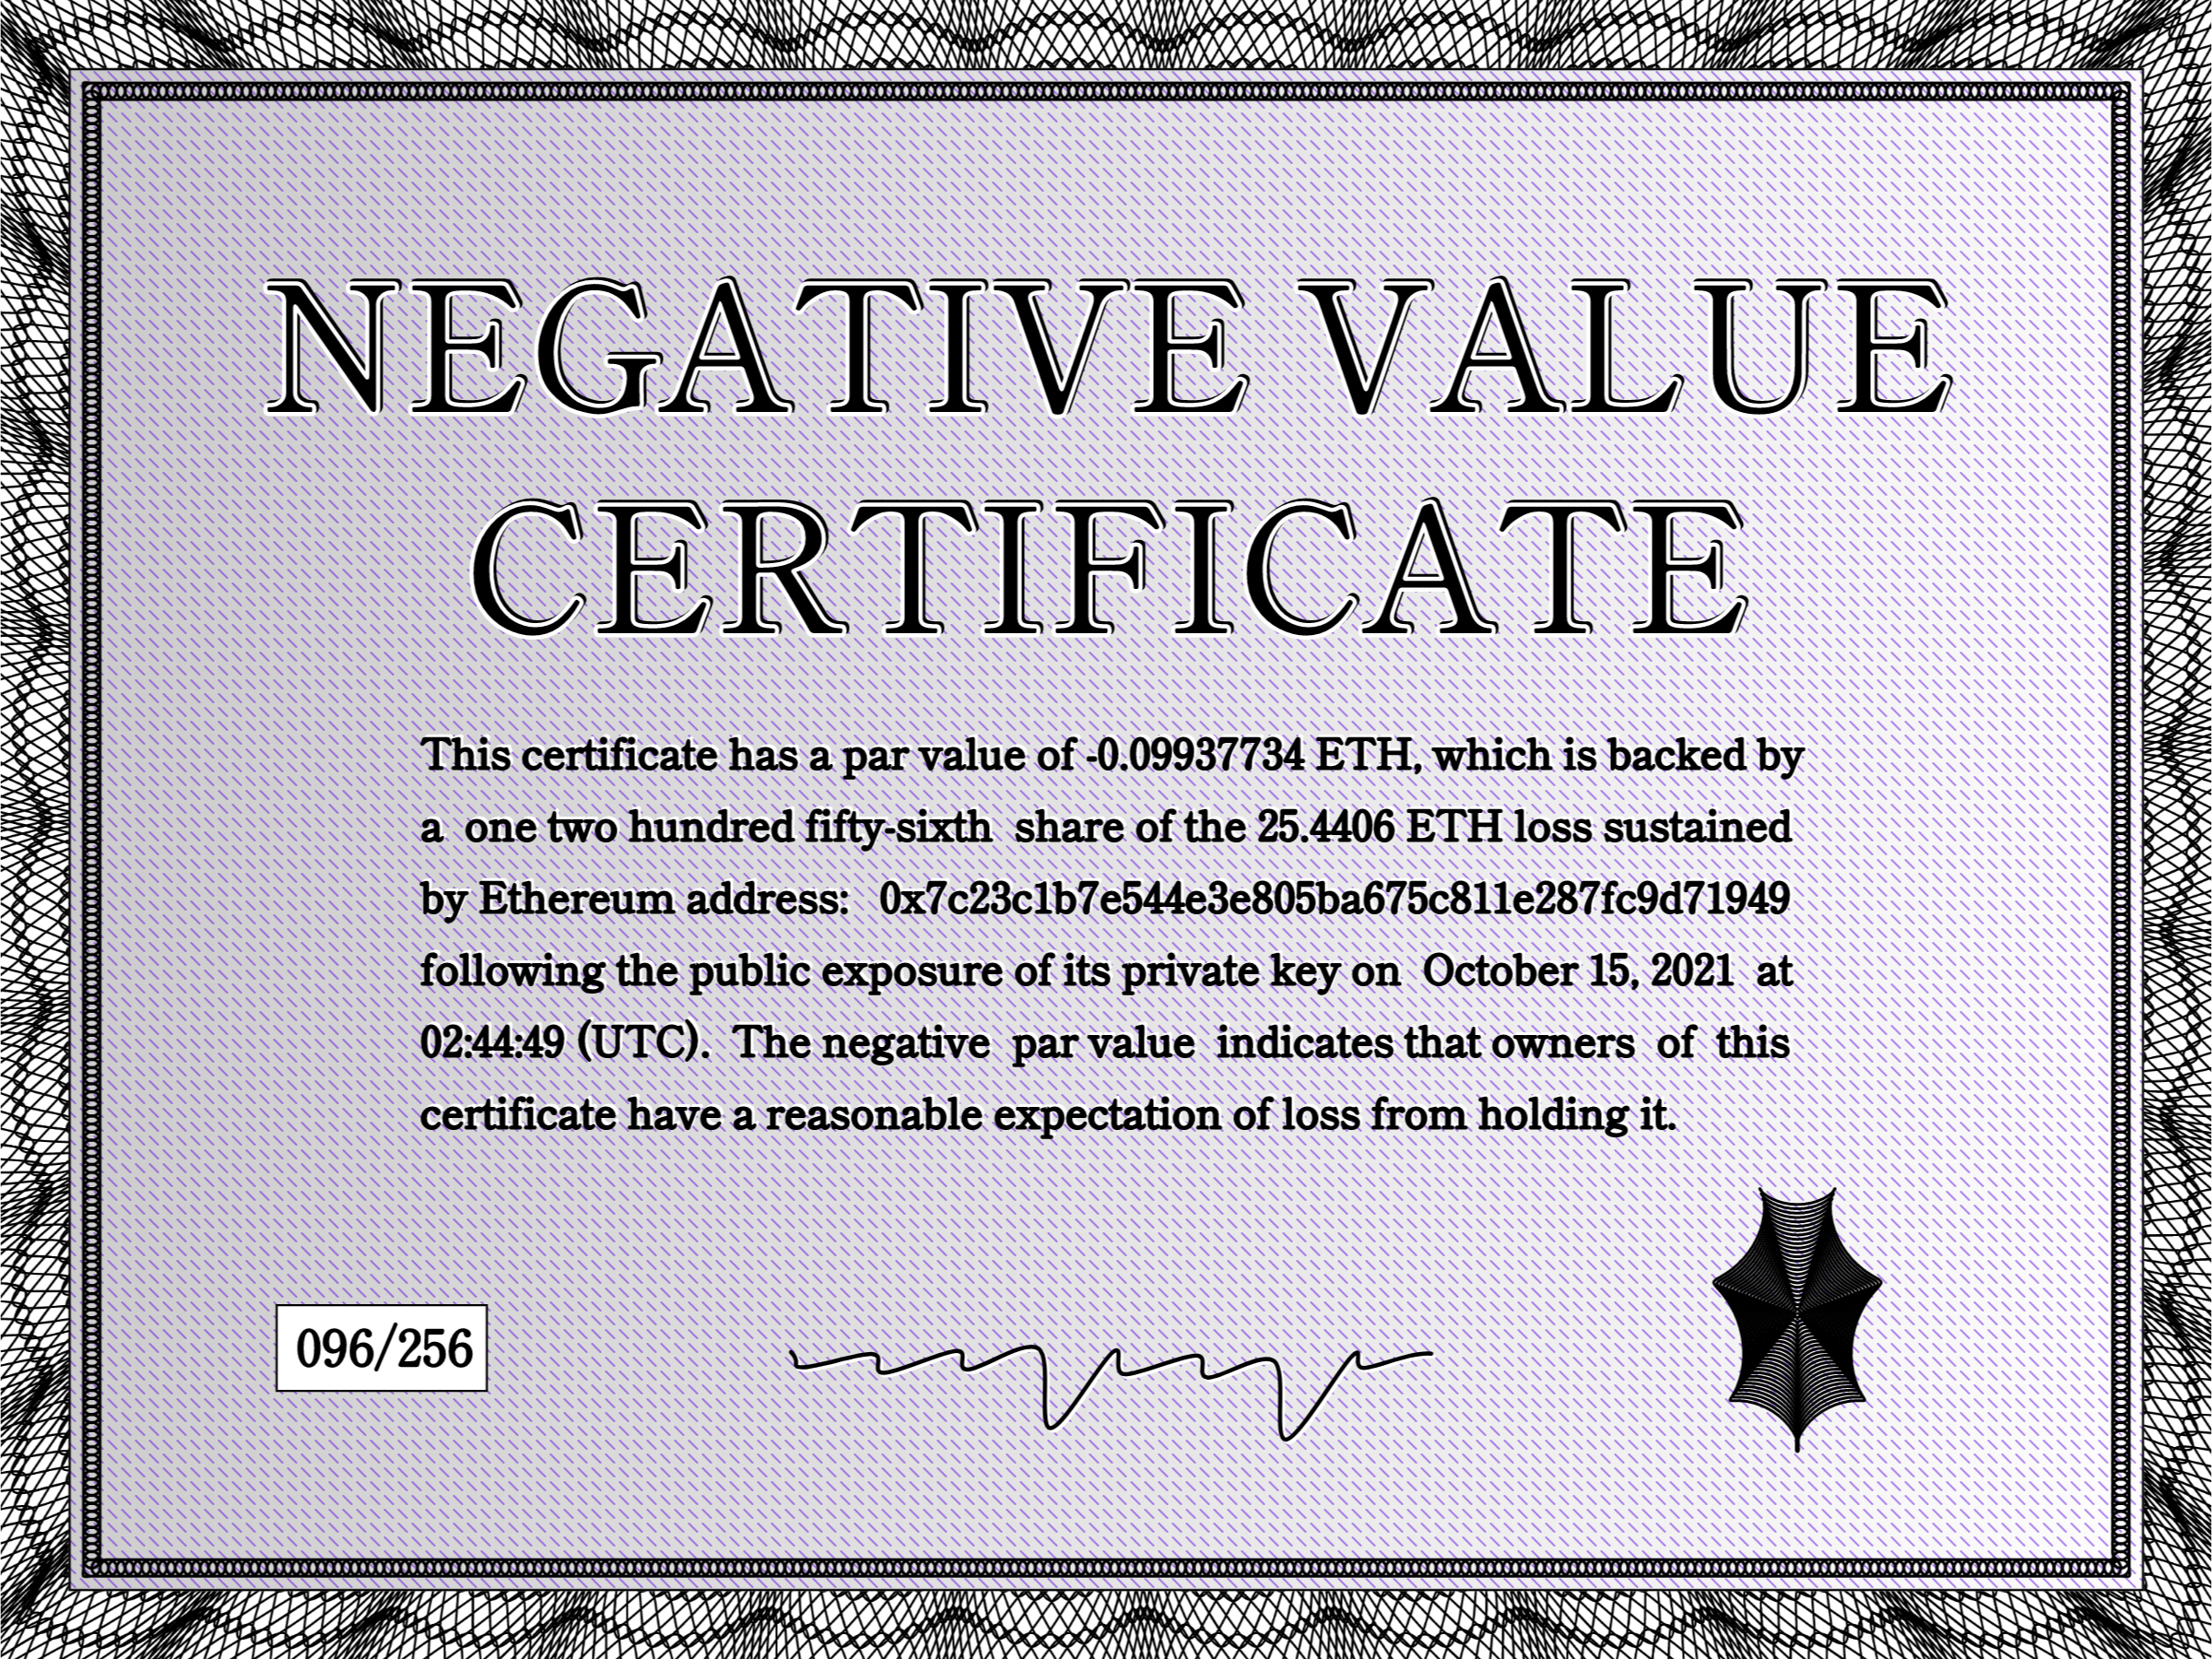 NEGATIVE VALUE
CERTIFICATE
This certificate has a par value of -0.09937734 ETH, which is backed by
a one two hundred fifty-sixth share of the 25.4406 ETH loss sustained
by Ethereum address: 0x7c23c1b7e544e3e805ba675c811e287fc9d71949
following the public exposure of its private key on October 15, 2021 at
02:44:49 (UTC). The negative par value indicates that owners of this
certificate have a reasonable expectation of loss from holding it.
096/256